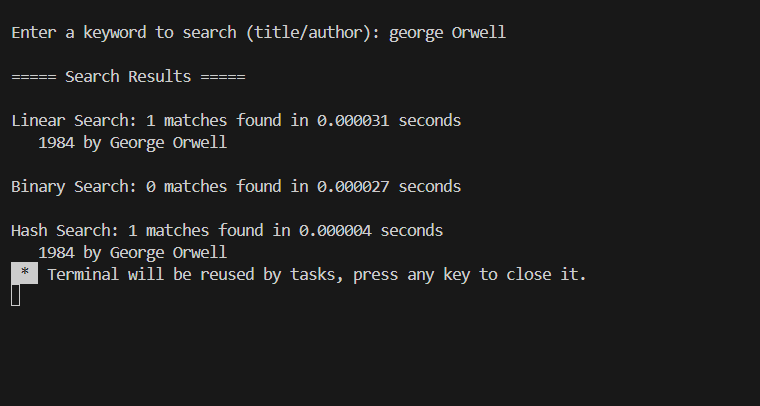 Enter a keyword to search (title/author): george Orwell
===== Search Results =====
Linear Search: 1 matches found in 0.000031 seconds
1984 by George Orwell
Binary Search: 0 matches found in 0.000027 seconds
Hash Search: 1 matches found in 0.000004 seconds
1984 by George Orwell
* Terminal will be reused by tasks, press any key to close it.